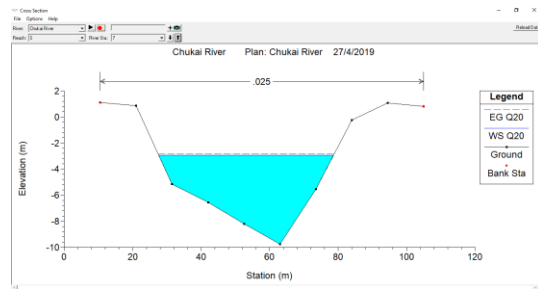 Cross Section
File Options Help
River: Chukai River
Reload Data
Reach: 0 River Sta.: 7
Chukai River Plan: Chukai River 27/4/2019
.025
Legend
EG Q20
WS Q20
Ground
Bank Sta
Elevation (m)
2
0
-2
-4
-6
-8
-10
0 20 40 60 80 100 120
Station (m)